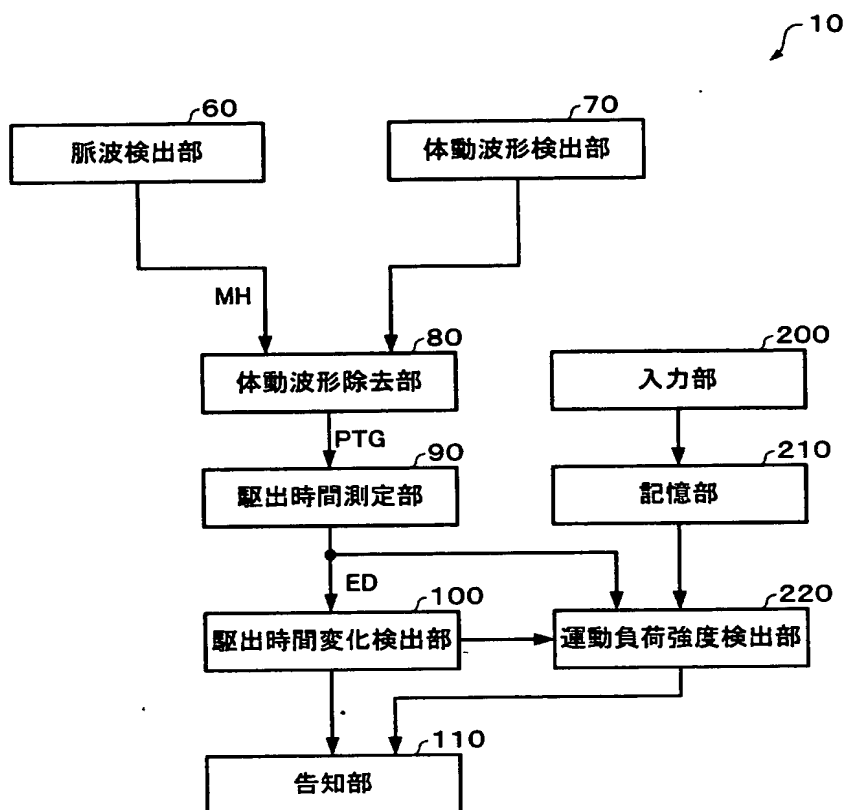 10
60
脈波検出部
70
体動波形検出部
MH
80
体動波形除去部
200
入力部
PTG
90
駆出時間測定部
210
記憶部
ED
100
駆出時間変化検出部
220
運動負荷強度検出部
110
告知部